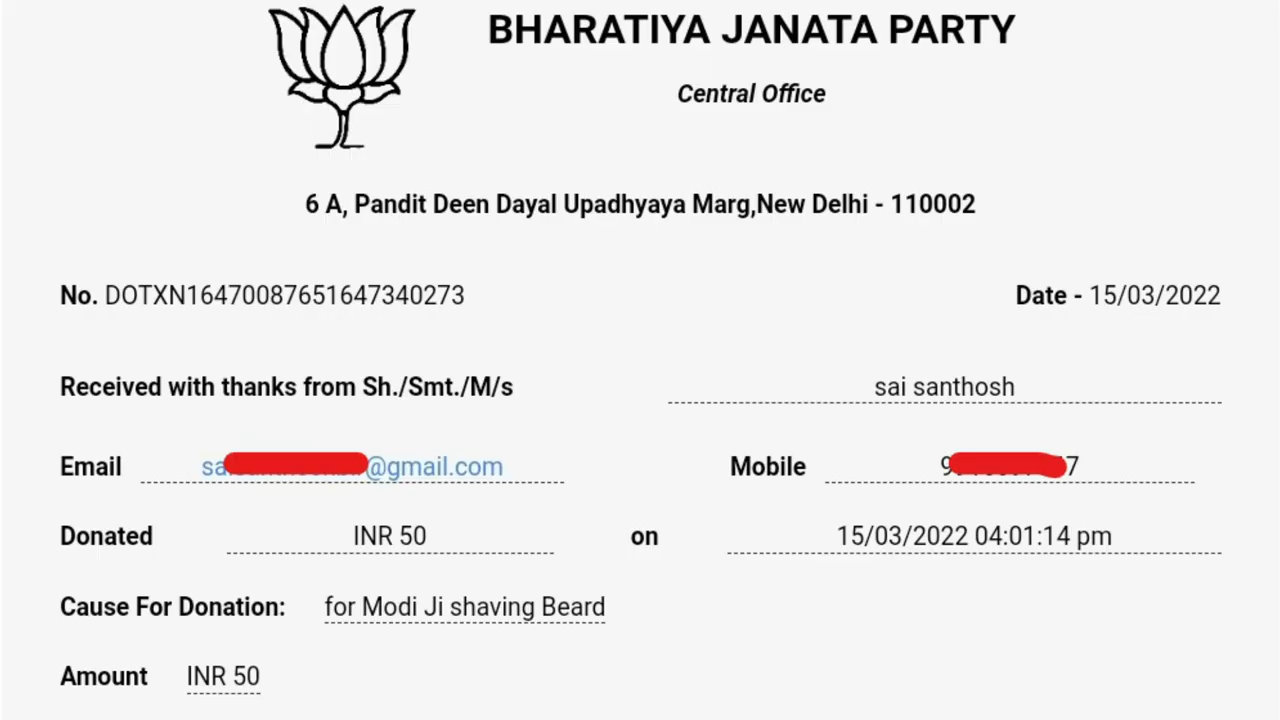 BHARATIYA JANATA PARTY
Central Office
6 A, Pandit Deen Dayal Upadhyaya Marg,New Delhi - 110002
No. DOTXN16470087651647340273 Date - 15/03/2022
Received with thanks from Sh./Smt./M/s sai santhosh
Email @gmail.com Mobile
Donated INR 50 on 15/03/2022 04:01:14 pm
Cause For Donation: for Modi Ji shaving Beard
Amount INR 50